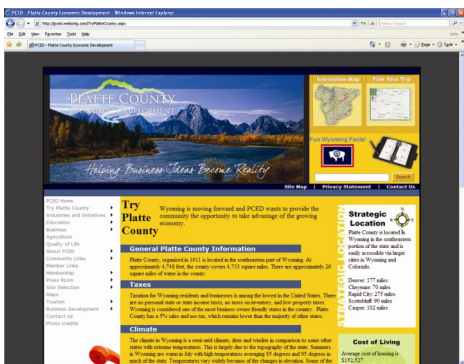 PCED - Platte County Economic Development - Windows Internet Explorer
http://pced.webning.com/TryPlatteCounty.aspx
File Edit View Favorites Tools Help
PCED - Platte County Economic Development
Page Tools
Interactive Map Plan Your Trip
PLATTE COUNTY
ECONOMIC DEVELOPMENT
Fun Wyoming Facts!
Helping Business Ideas Become Reality
Search
Site Map | Privacy Statement | Contact Us
PCED Home
Try Platte County
Industries and Initiatives
Education
Business
Agriculture
Quality of Life
About PCED
Community Links
Member Links
Membership
Press Room
Site Selection
Maps
Tourism
Business Development
Contact Us
Photo Credits
Try
Platte
County
Wyoming is moving forward and PCED wants to provide the
community the opportunity to take advantage of the growing
economy.
General Platte County Information
Platte County, organized in 1911 is located in the southeastern part of Wyoming. At
approximately 4,740 feet, the county covers 4,733 square miles. There are approximately 26
square miles of water in the county.
Taxes
Taxation for Wyoming residents and businesses is among the lowest in the United States. There
are no personal state or state income taxes, no taxes on inventory, and low property taxes.
Wyoming is considered one of the most business owner friendly states in the country. Platte
County has a 5% sales and use tax, which remains lower than the majority of other states.
Climate
The climate in Wyoming is a semi-arid climate, drier and windier in comparison to some other
states with extreme temperatures. This is largely due to the topography of the state. Summers
in Wyoming are warm in July with high temperatures averaging 85 degrees and 95 degrees in
much of the state. Temperatures vary widely because of the changes in elevation. Some of the
STRATEGIC LOCATION
Strategic
Location
Platte County is located in
Wyoming in the southeastern
portion of the state and is
easily accessible via larger
cities in Wyoming and
Colorado.
Denver: 177 miles
Cheyenne: 70 miles
Rapid City: 275 miles
Scottsbluff: 90 miles
Casper: 102 miles
Cost of Living
Average cost of housing is
$152,527